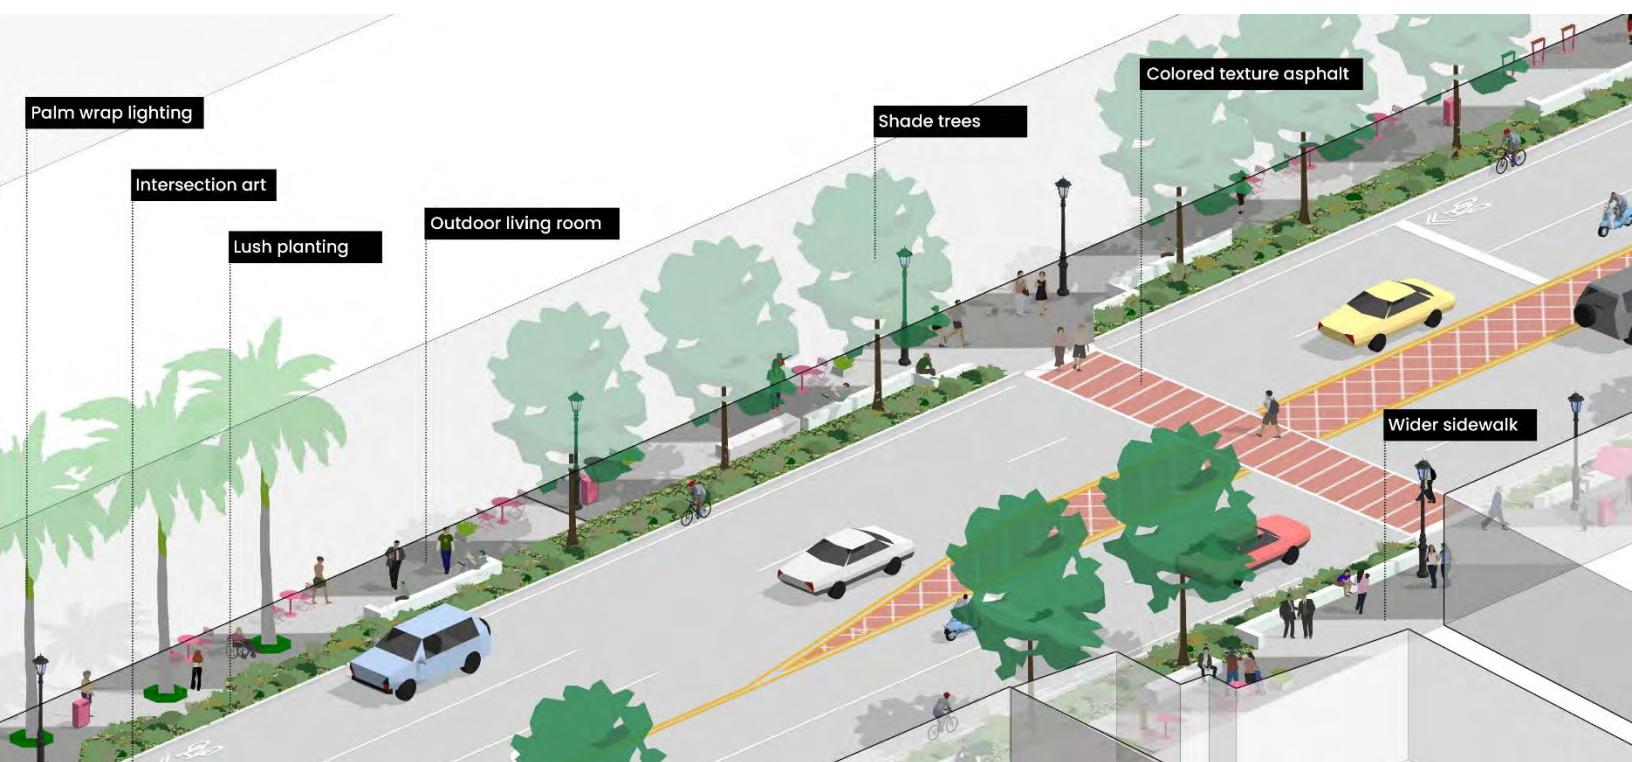 Colored texture asphalt
Palm wrap lighting
Shade trees
Intersection art
Outdoor living room
Lush planting
Wider sidewalk